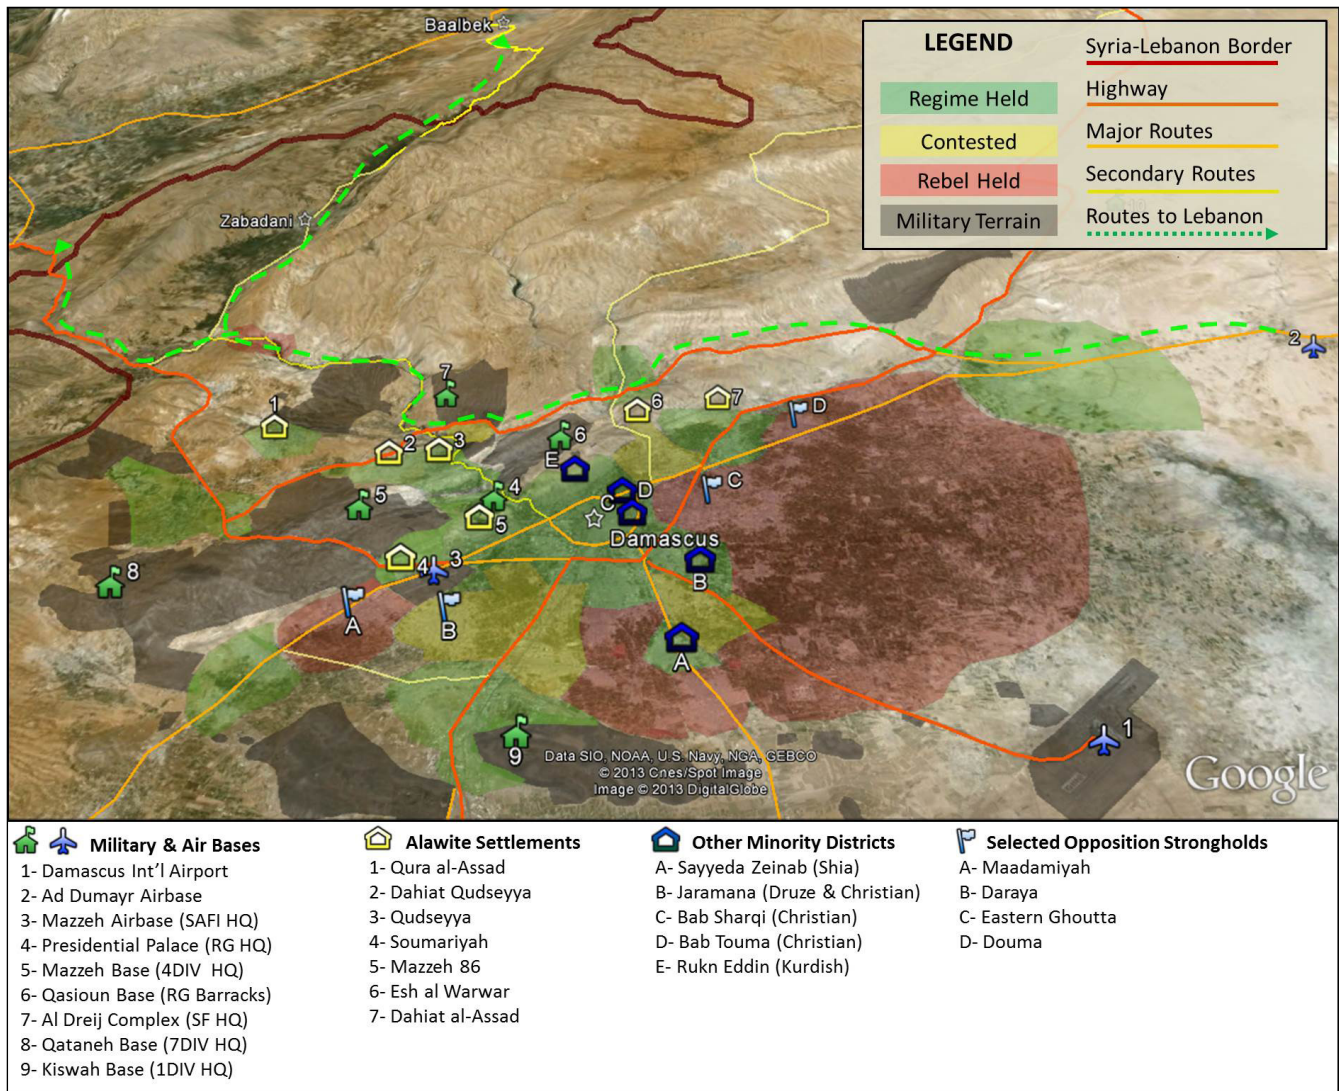 Baalbek
Zabadani
LEGEND
Regime Held
Contested
Rebel Held
Military Terrain
Syria-Lebanon Border
Highway
Major Routes
Secondary Routes
Routes to Lebanon
2
7
1
6
7
D
2
3
6
E
5
4
D
C
C
5
Damascus
4
3
B
8
A
B
A
9
1
Data SIO, NOAA, U.S. Navy, NGA, GEBCO
© 2013 Cnes/Spot Image
Image © 2013 DigitalGlobe
Google
Military & Air Bases
1- Damascus Int'l Airport
2- Ad Dumayr Airbase
3- Mazzeh Airbase (SAFI HQ)
4- Presidential Palace (RG HQ)
5- Mazzeh Base (4DIV HQ)
6- Qasioun Base (RG Barracks)
7- Al Dreij Complex (SF HQ)
8- Qataneh Base (7DIV HQ)
9- Kiswah Base (1DIV HQ)
Alawite Settlements
1- Qura al-Assad
2- Dahiat Qudseyya
3- Qudseyya
4- Soumariyah
5- Mazzeh 86
6- Esh al Warwar
7- Dahiat al-Assad
Other Minority Districts
A- Sayyeda Zeinab (Shia)
B- Jaramana (Druze & Christian)
C- Bab Sharqi (Christian)
D- Bab Touma (Christian)
E- Rukn Eddin (Kurdish)
Selected Opposition Strongholds
A- Maadamiyah
B- Daraya
C- Eastern Ghoutta
D- Douma